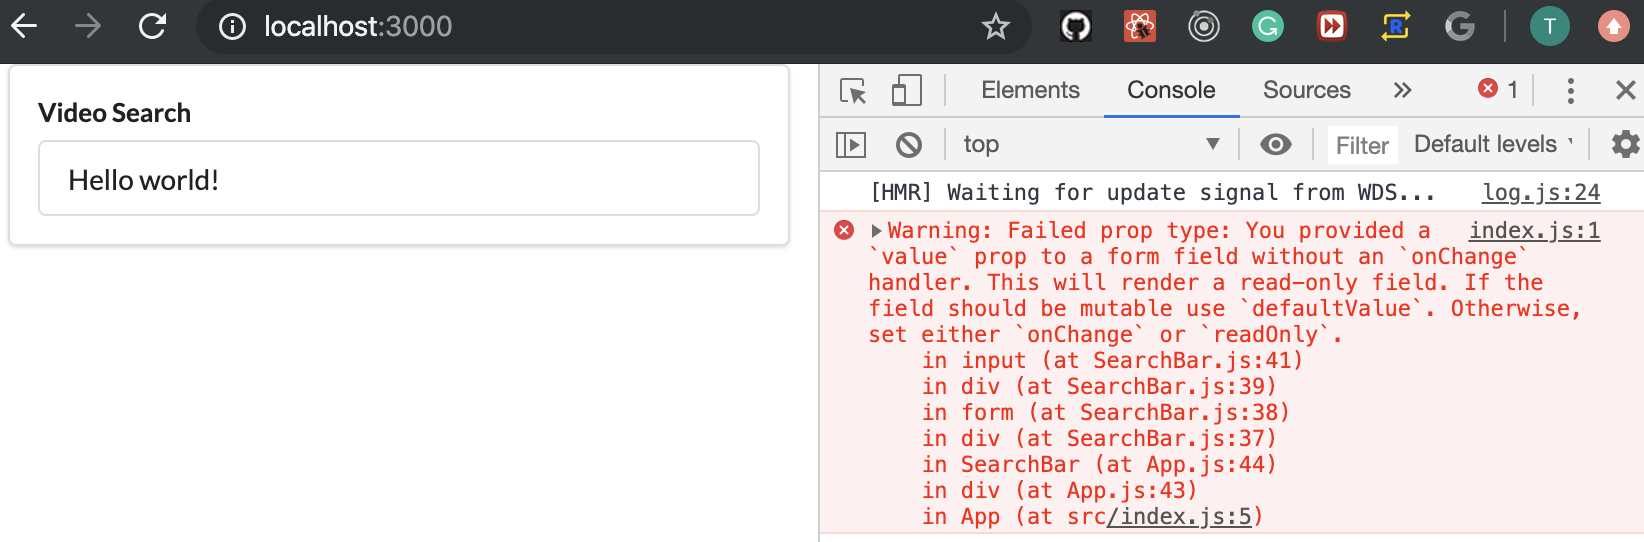 localhost:3000
T
Video Search
Hello world!
Elements Console Sources » 1
top Filter Default levels
[HMR] Waiting for update signal from WDS... log.js:24
Warning: Failed prop type: You provided a index.js:1
`value` prop to a form field without an `onChange`
handler. This will render a read-only field. If the
field should be mutable use `defaultValue`. Otherwise,
set either `onChange` or `readOnly`.
in input (at SearchBar.js:41)
in div (at SearchBar.js:39)
in form (at SearchBar.js:38)
in div (at SearchBar.js:37)
in SearchBar (at App.js:44)
in div (at App.js:43)
in App (at src/index.js:5)